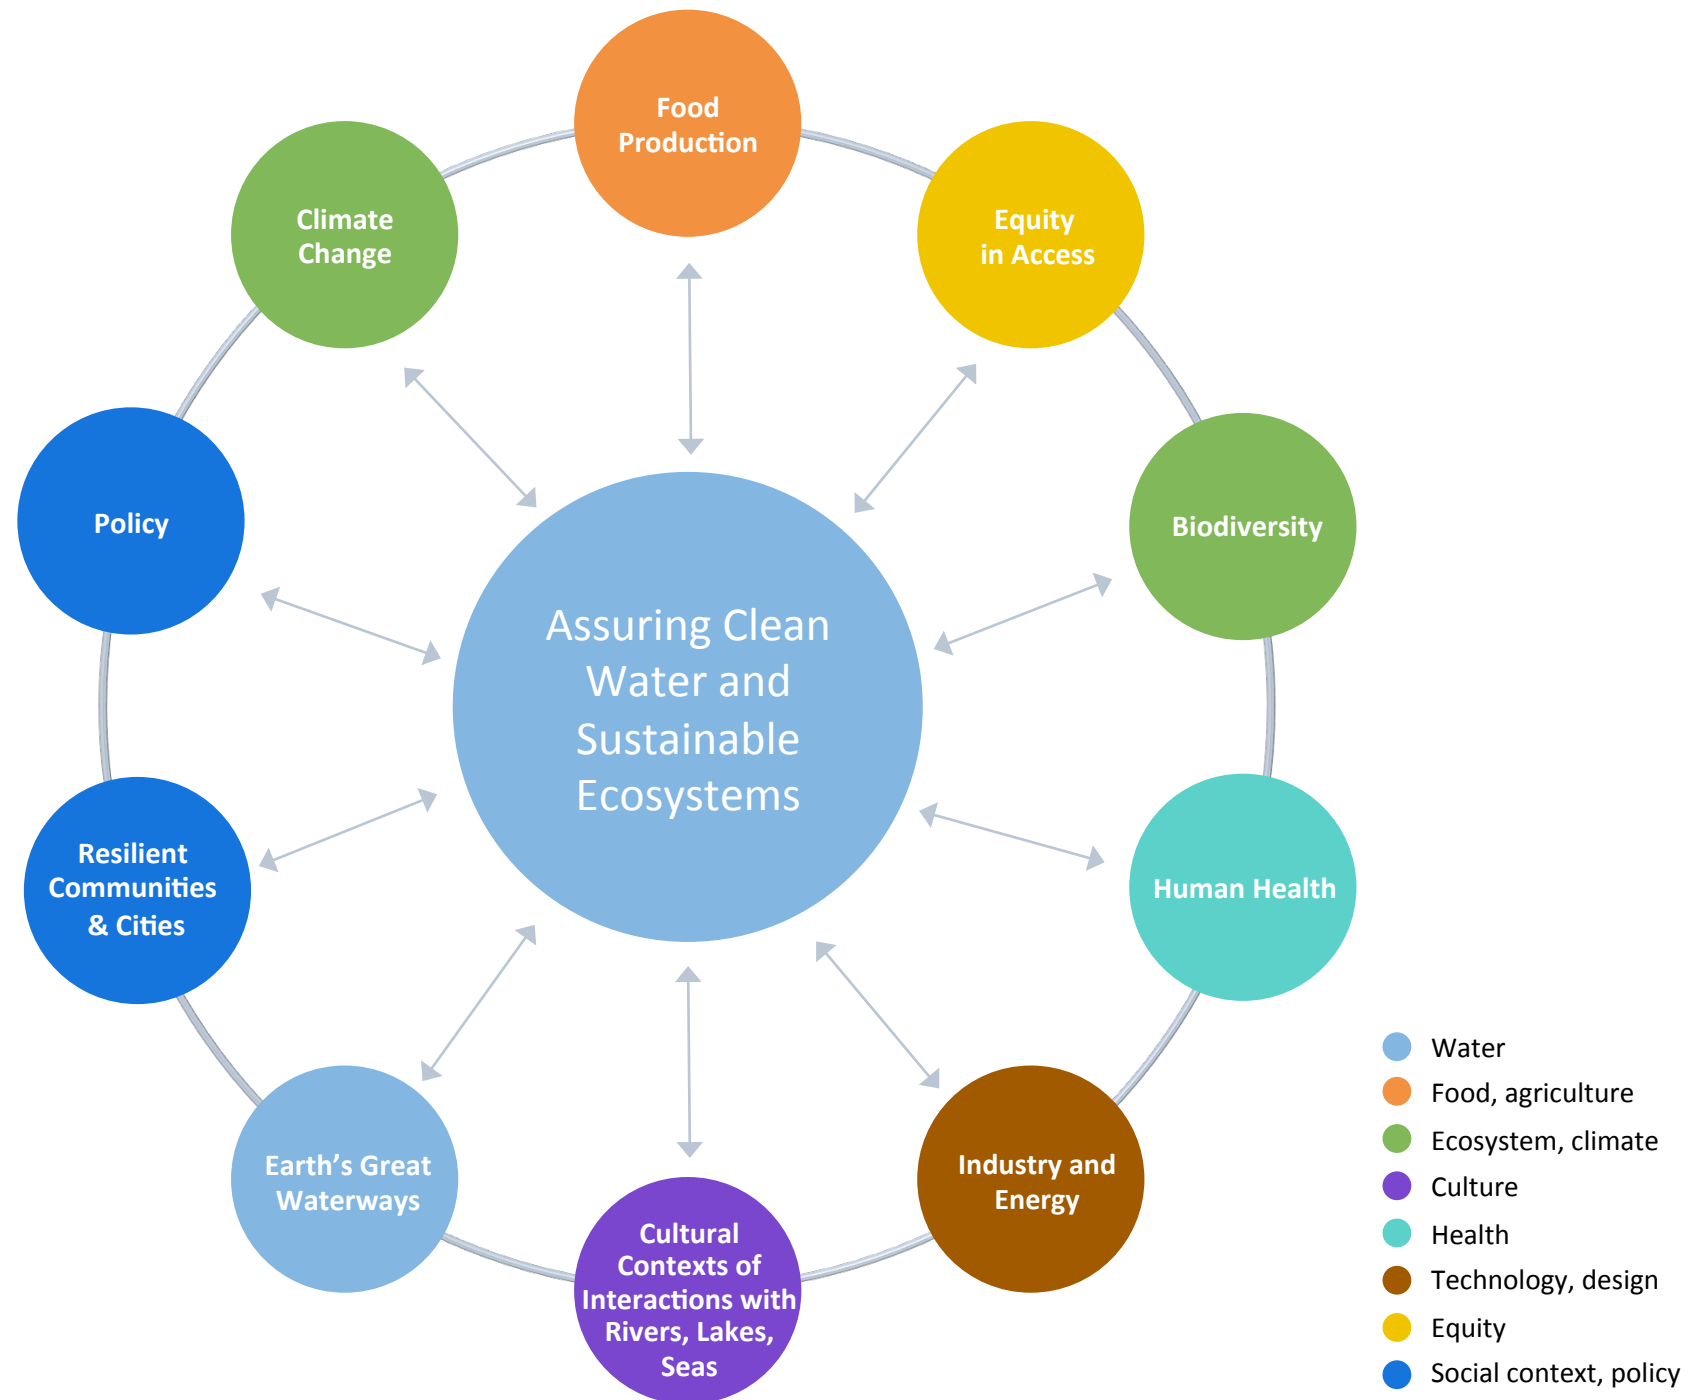 Food
Production
Climate
Change
Equity
in Access
Policy
Biodiversity
Assuring Clean
Water and
Sustainable
Ecosystems
Resilient
Communities
& Cities
Human Health
Earth’s Great
Waterways
Industry and
Energy
Cultural
Contexts of
Interactions with
Rivers, Lakes,
Seas
Water
Food, agriculture
Ecosystem, climate
Culture
Health
Technology, design
Equity
Social context, policy